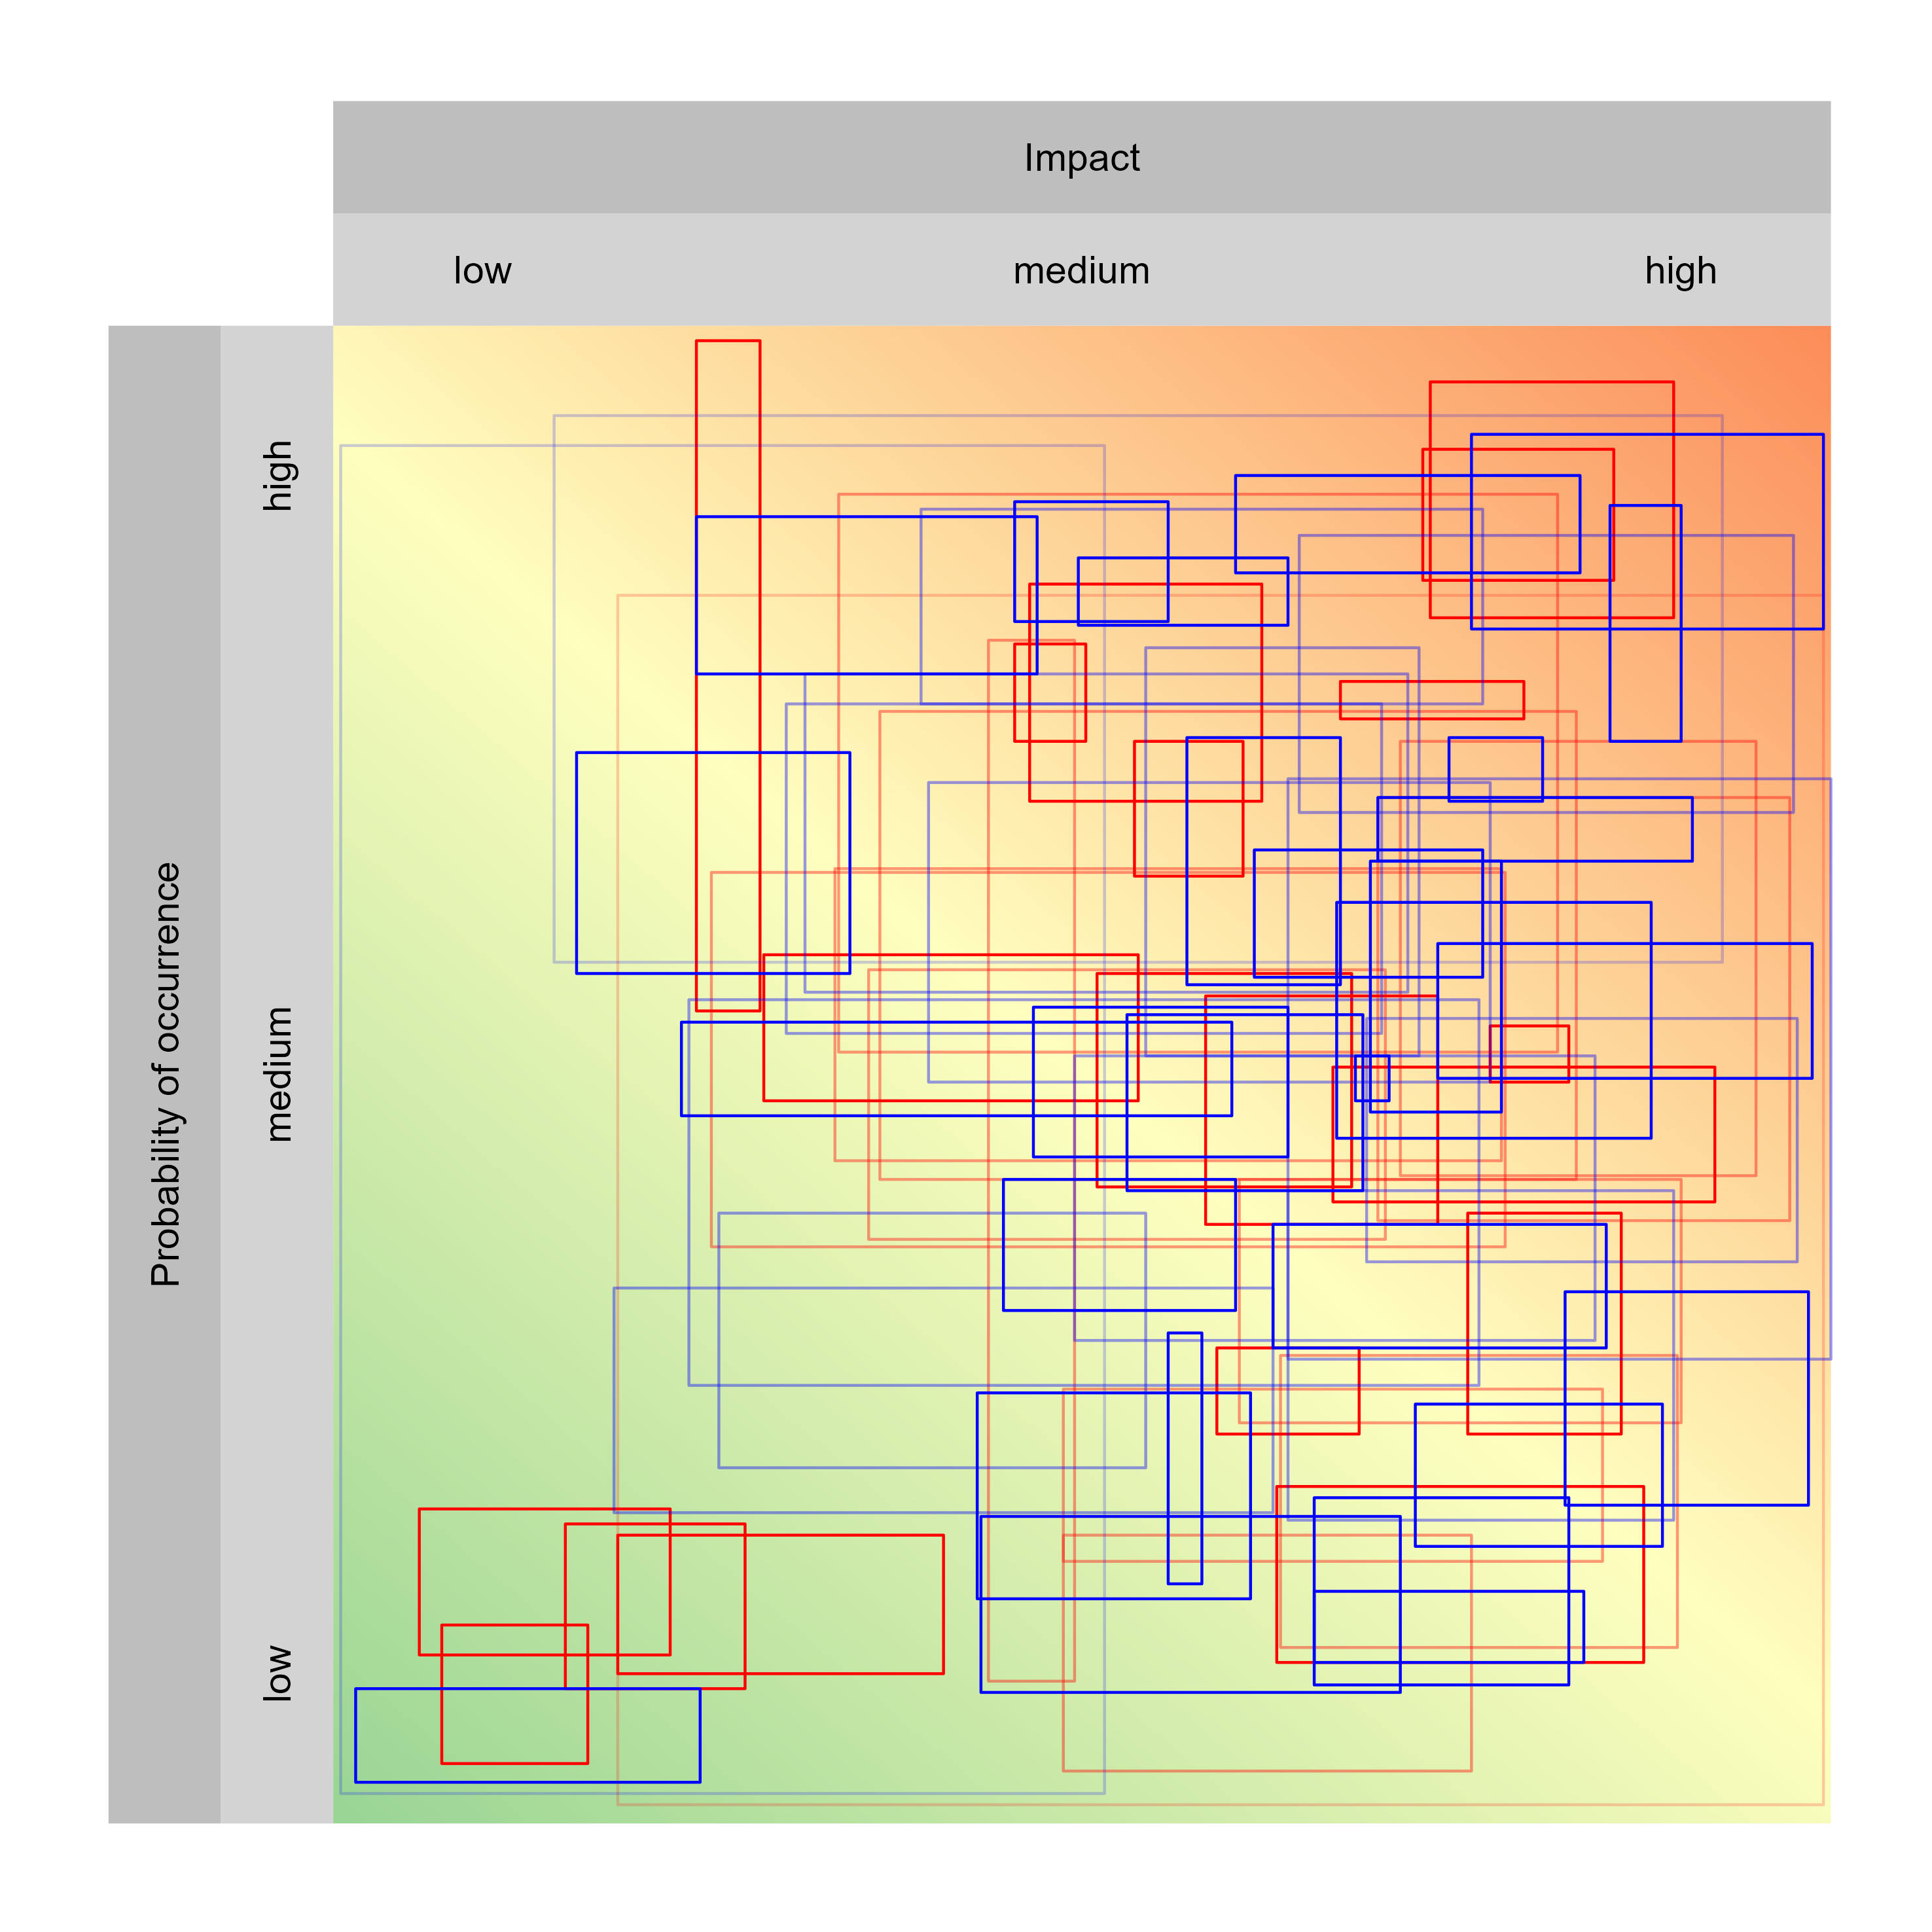 Impact
low medium high
Probability of occurrence
high
medium
low